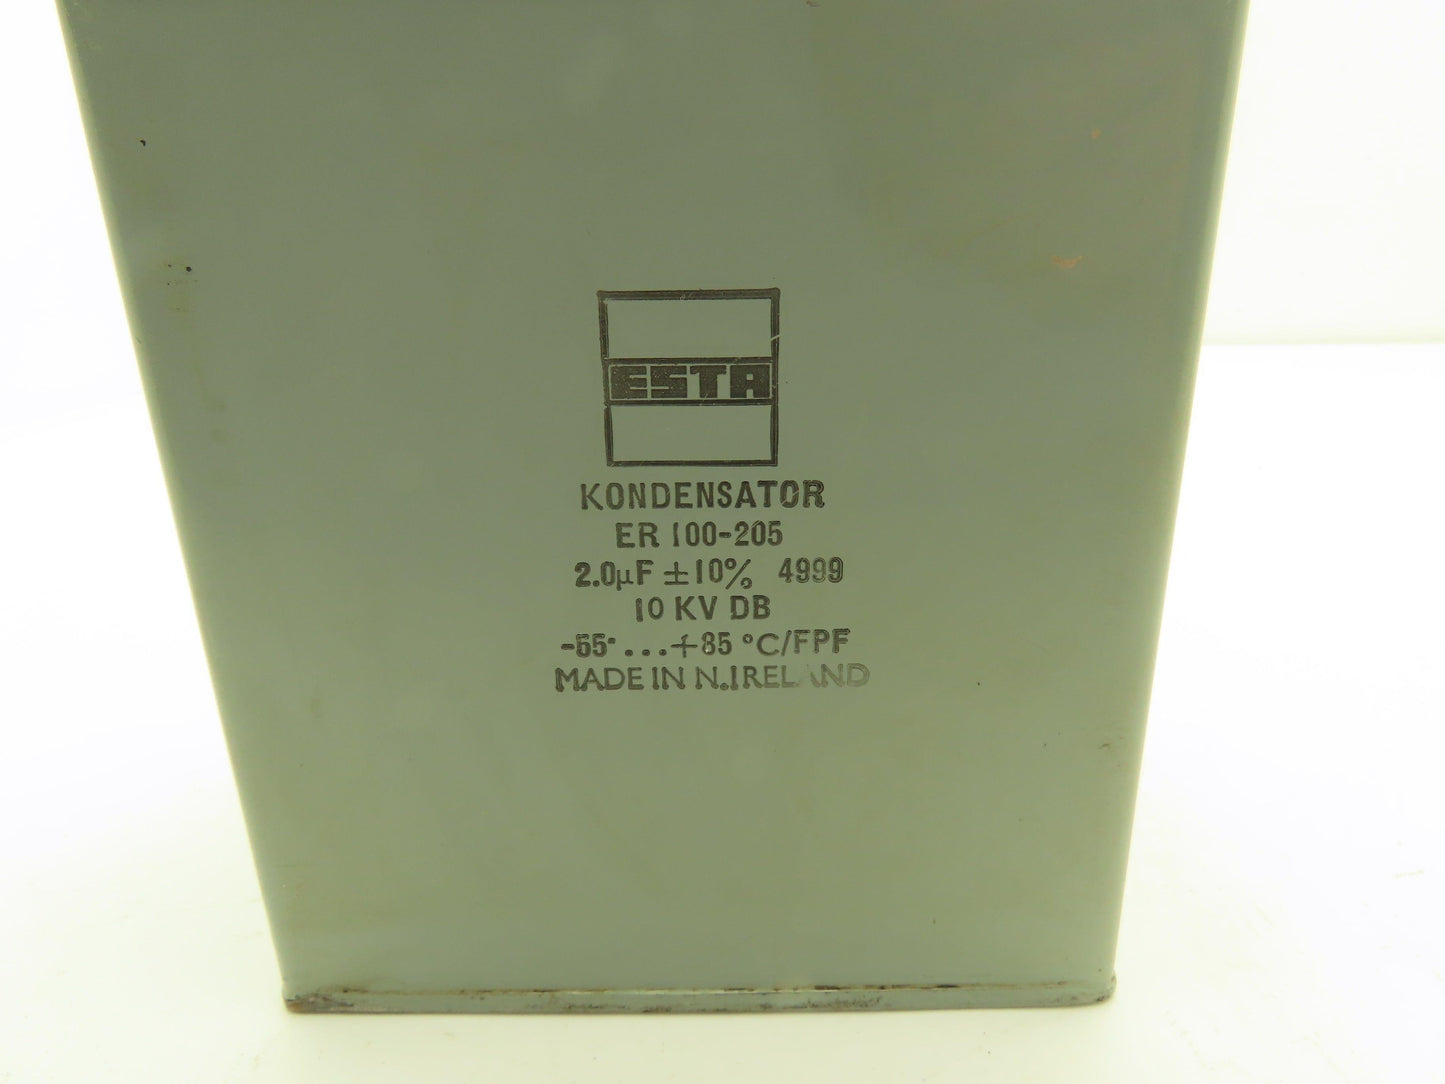 ESTA
KONDENSATOR
ER 100-205
2.0µF ±10% 4999
10 KV DB
-55°...+85 °C/FPF
MADE IN N.IRELAND